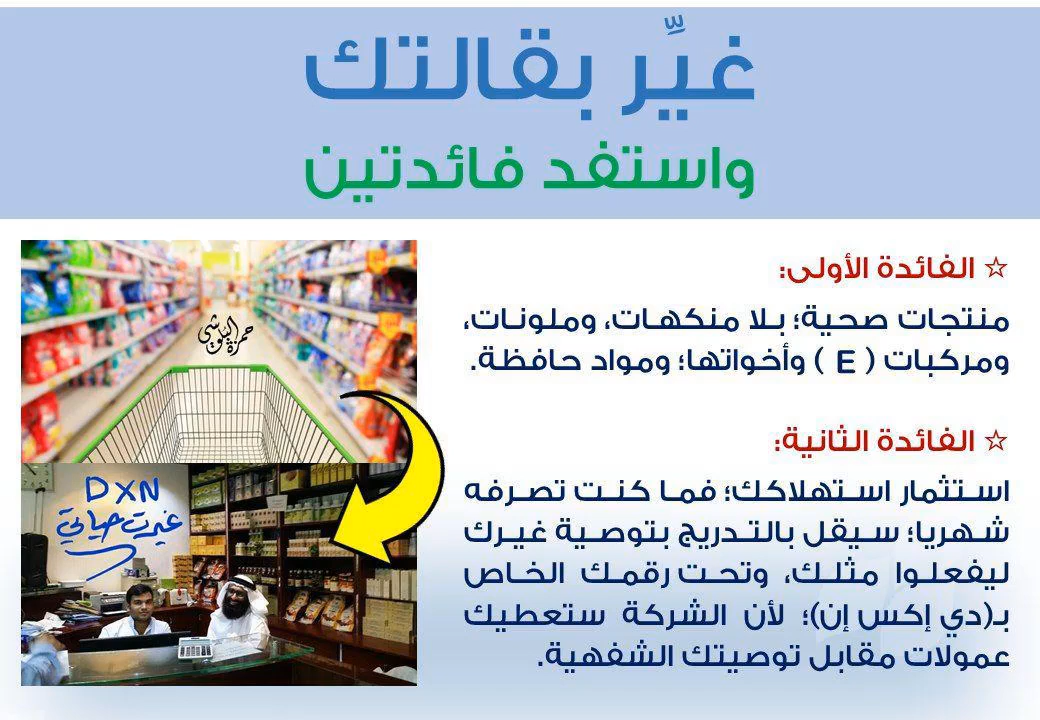 غيِّر بقالتك
واستفد فائدتين
☆ الفائدة الأولى:
منتجات صحية؛ بلا منكهات، وملونات،
ومركبات ( E ) وأخواتها؛ ومواد حافظة.
☆ الفائدة الثانية:
استثمار استهلاكك؛ فما كنت تصرفه
شهريا؛ سيقل بالتدريج بتوصية غيرك
ليفعلوا مثلك، وتحت رقمك الخاص
بـ(دي إكس إن)؛ لأن الشركة ستعطيك
عمولات مقابل توصيتك الشفهية.
DXN
غيرت حياتي